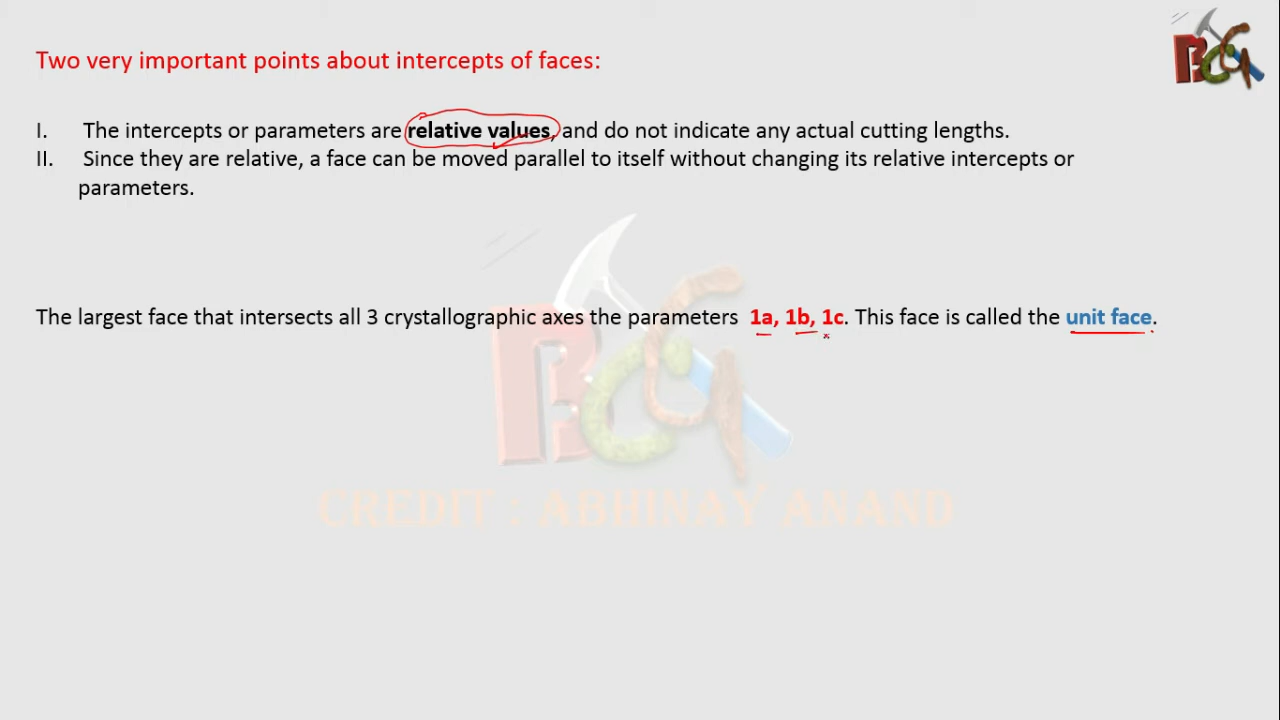 Two very important points about intercepts of faces:
I. The intercepts or parameters are relative values, and do not indicate any actual cutting lengths.
II. Since they are relative, a face can be moved parallel to itself without changing its relative intercepts or
parameters.
The largest face that intersects all 3 crystallographic axes the parameters 1a, 1b, 1c. This face is called the unit face.
BCG
CREDIT : ABHINAY ANAND
BCG